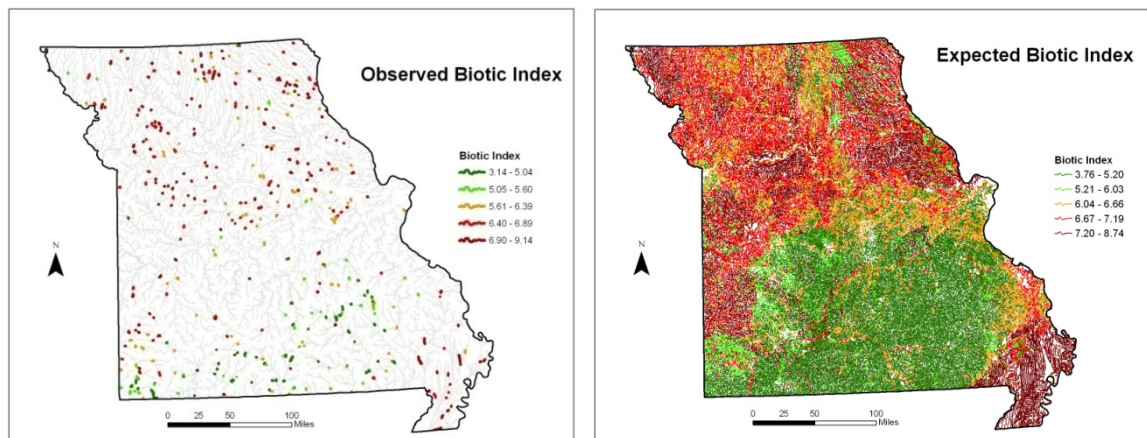 Observed Biotic Index
Biotic Index
3.14 - 5.04
5.05 - 5.60
5.61 - 6.39
6.40 - 6.89
6.90 - 9.14
N
0 25 50 100
Miles
Expected Biotic Index
Biotic Index
3.76 - 5.20
5.21 - 6.03
6.04 - 6.66
6.67 - 7.19
7.20 - 8.74
N
0 25 50 100
Miles